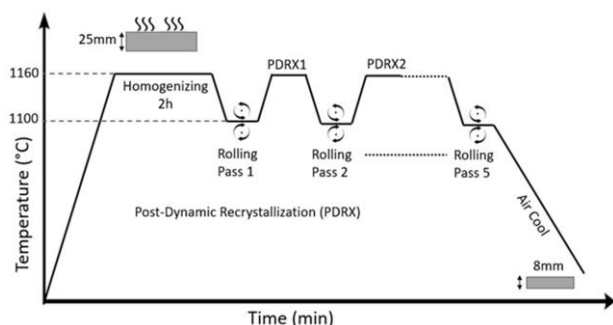 25mm
1160
1100
Temperature (°C)
Homogenizing
2h
PDRX1
PDRX2
Rolling
Pass 1
Rolling
Pass 2
Rolling
Pass 5
Post-Dynamic Recrystallization (PDRX)
Air Cool
8mm
Time (min)